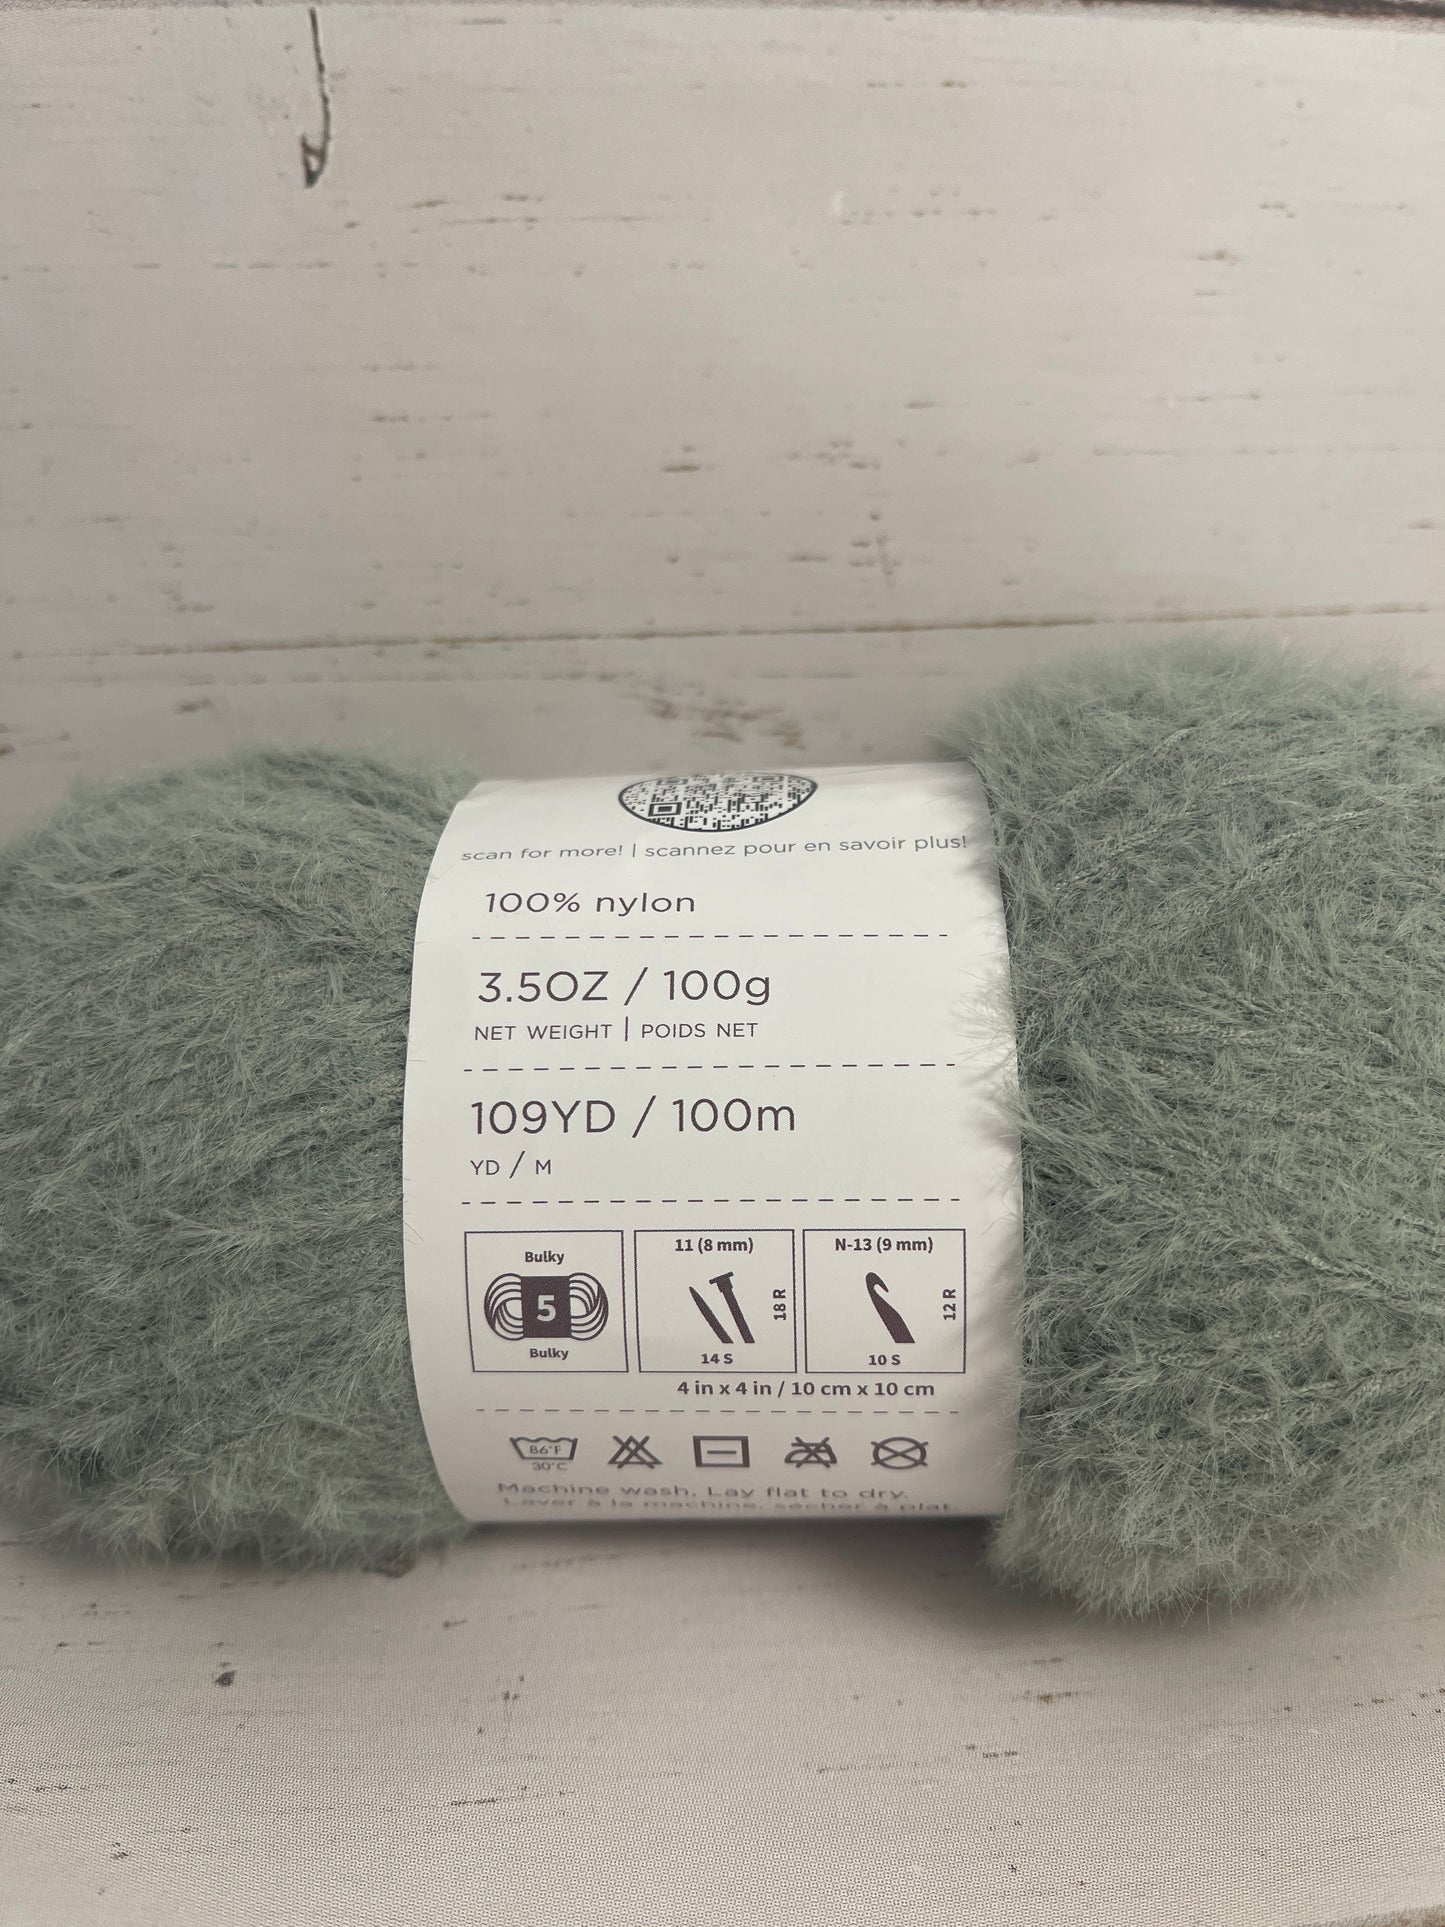 scan for more! | scannez pour en savoir plus!
100% nylon
3.5OZ / 100g
NET WEIGHT | POIDS NET
109YD / 100m
YD / M
Bulky
5
Bulky
11 (8 mm)
18 R
14 S
N-13 (9 mm)
12 R
10 S
4 in x 4 in / 10 cm x 10 cm
86°F
30°C
Machine wash. Lay flat to dry.
Laver à la machine, sécher à plat.